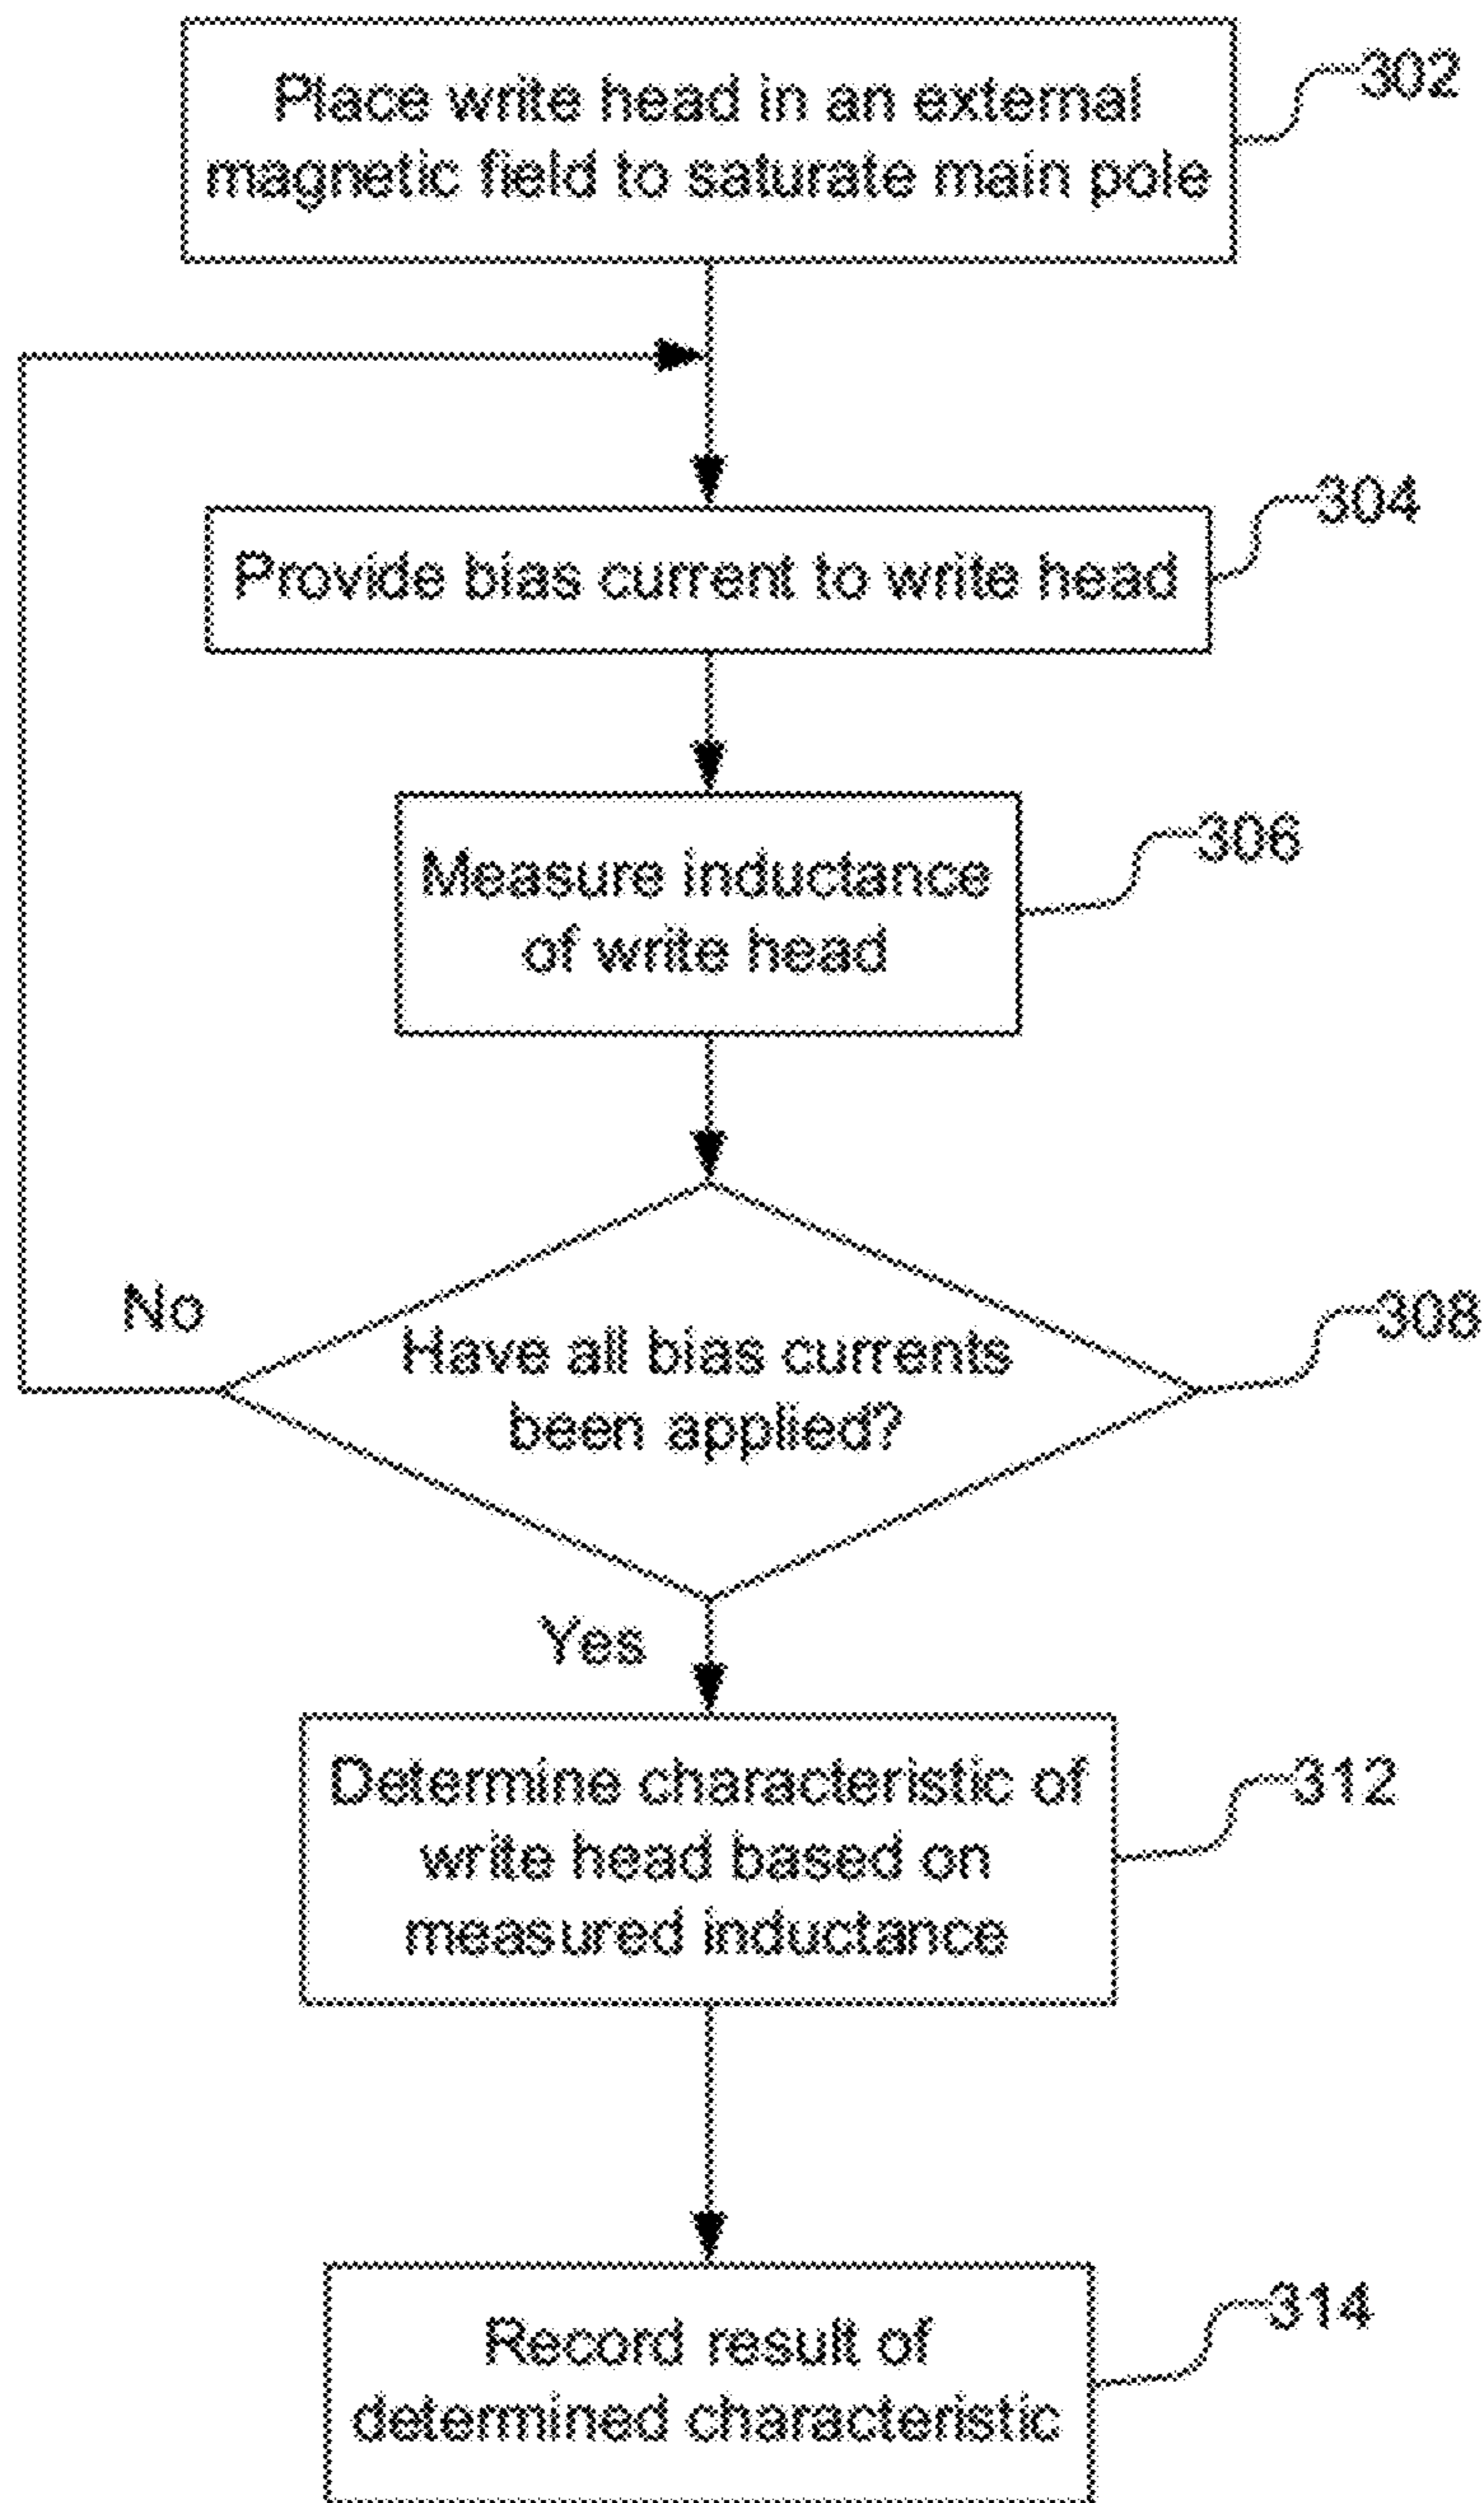 Place write head in an external
magnetic field to saturate main pole
302
Provide bias current to write head
304
Measure inductance
of write head
306
Have all bias currents
been applied?
308
No
Yes
Determine characteristic of
write head based on
measured inductance
312
Record result of
determined characteristic
314